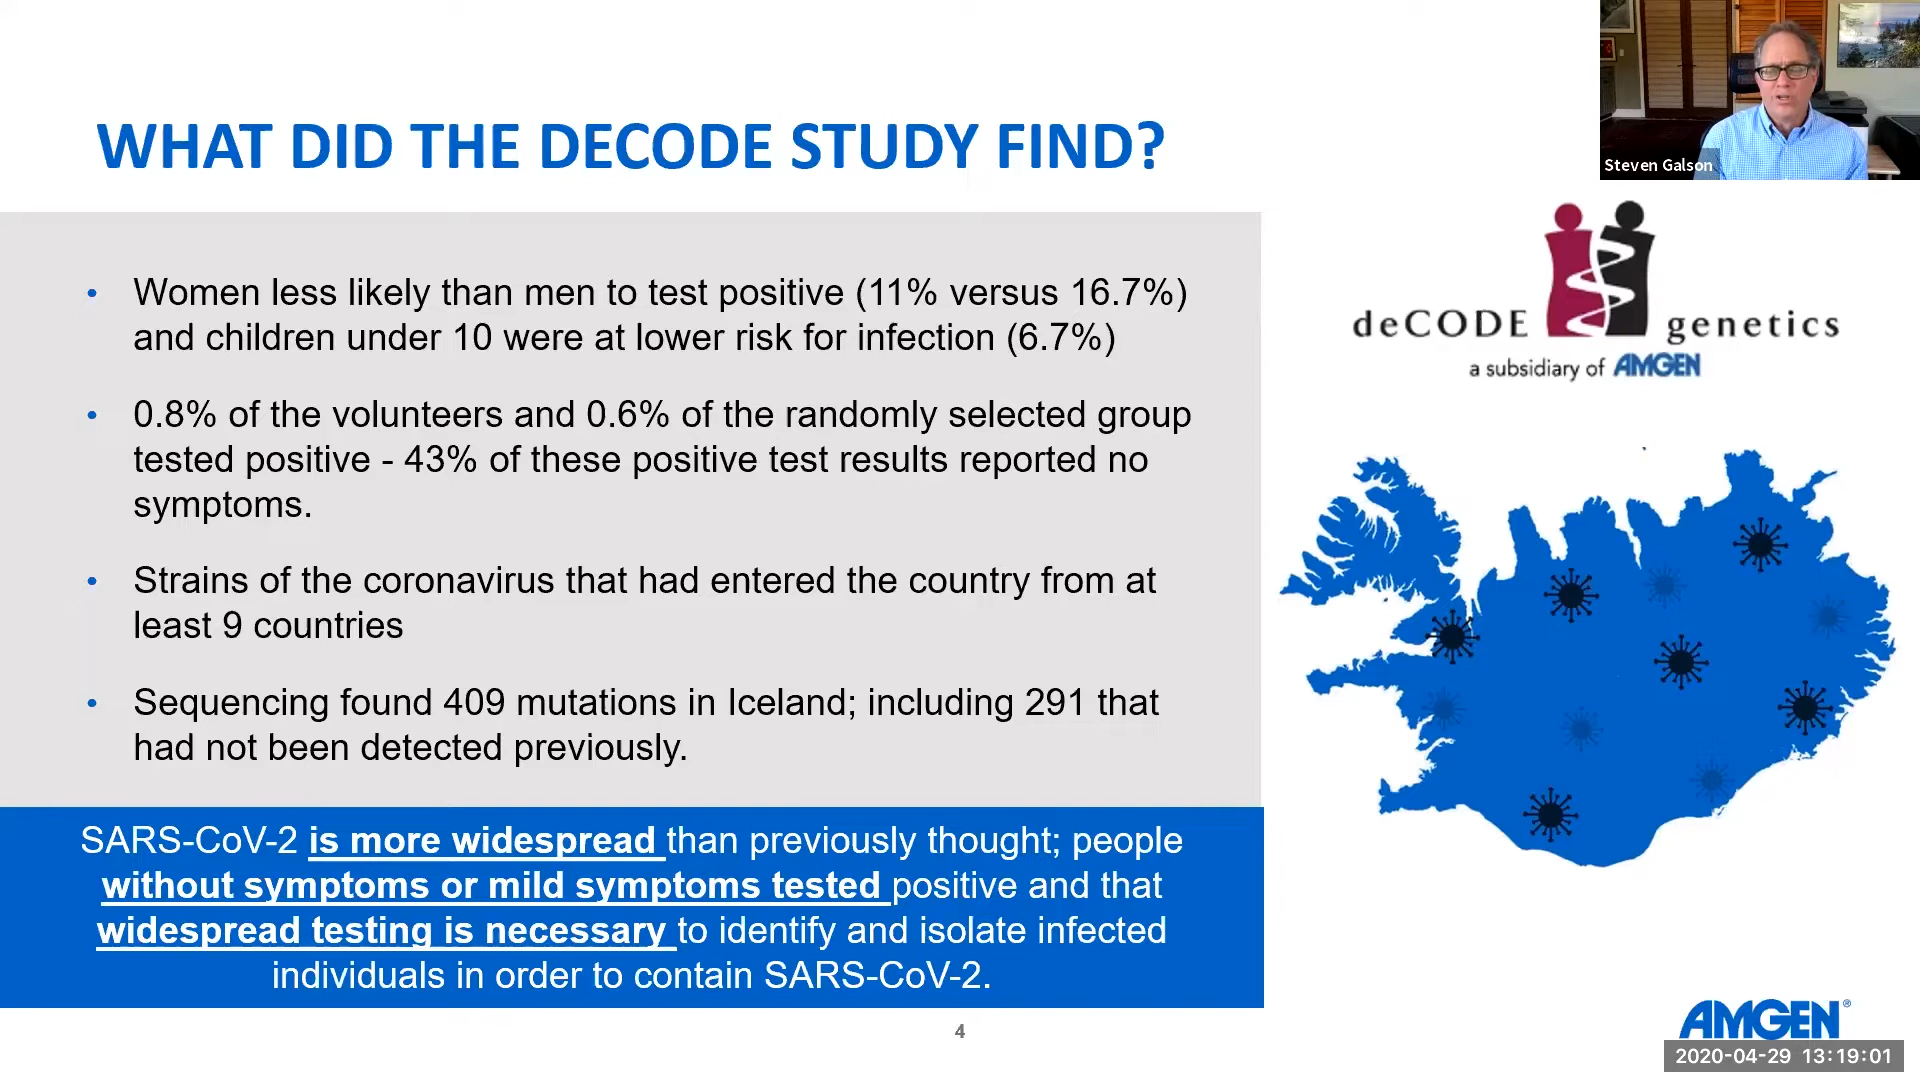 WHAT DID THE DECODE STUDY FIND?
Steven Galson
deCODE genetics
a subsidiary of AMGEN
• Women less likely than men to test positive (11% versus 16.7%)
and children under 10 were at lower risk for infection (6.7%)
• 0.8% of the volunteers and 0.6% of the randomly selected group
tested positive - 43% of these positive test results reported no
symptoms.
• Strains of the coronavirus that had entered the country from at
least 9 countries
• Sequencing found 409 mutations in Iceland; including 291 that
had not been detected previously.
SARS-CoV-2 is more widespread than previously thought; people
without symptoms or mild symptoms tested positive and that
widespread testing is necessary to identify and isolate infected
individuals in order to contain SARS-CoV-2.
4
AMGEN®
2020-04-29 13:19:01